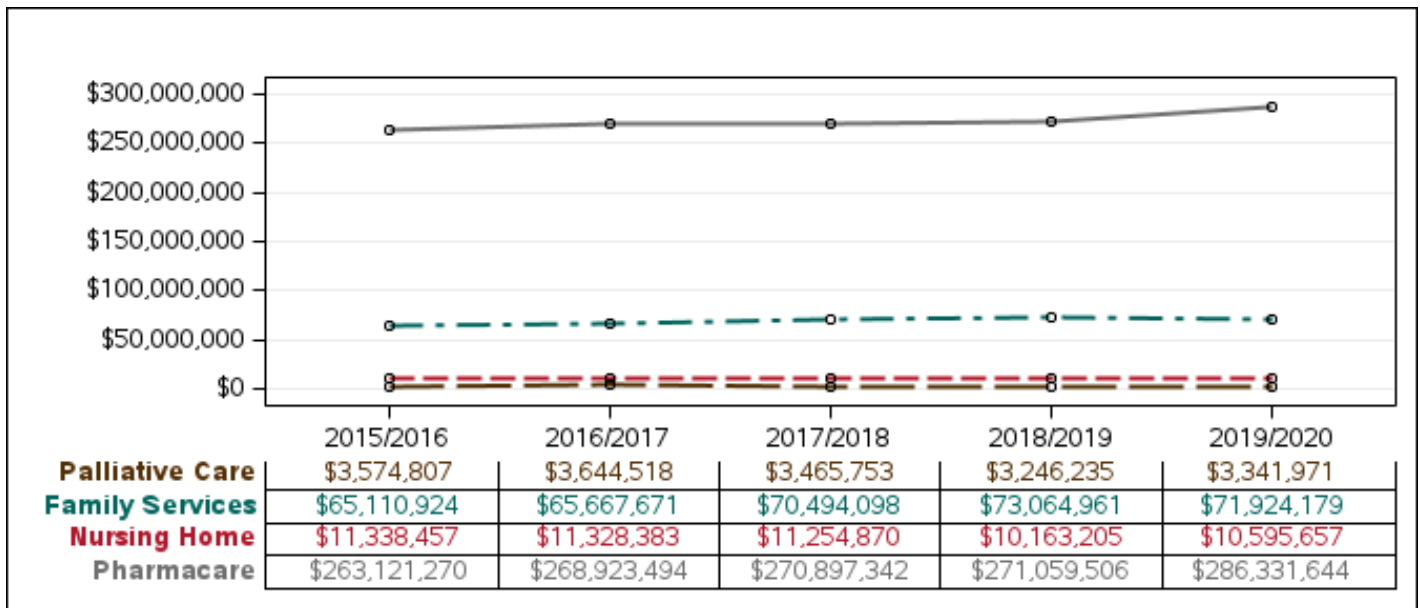 $300,000,000
$250,000,000
$200,000,000
$150,000,000
$100,000,000
$50,000,000
$0
2015/2016 2016/2017 2017/2018 2018/2019 2019/2020
Palliative Care $3,574,807 $3,644,518 $3,465,753 $3,246,235 $3,341,971
Family Services $65,110,924 $65,667,671 $70,494,098 $73,064,961 $71,924,179
Nursing Home $11,338,457 $11,328,383 $11,254,870 $10,163,205 $10,595,657
Pharmacare $263,121,270 $268,923,494 $270,897,342 $271,059,506 $286,331,644